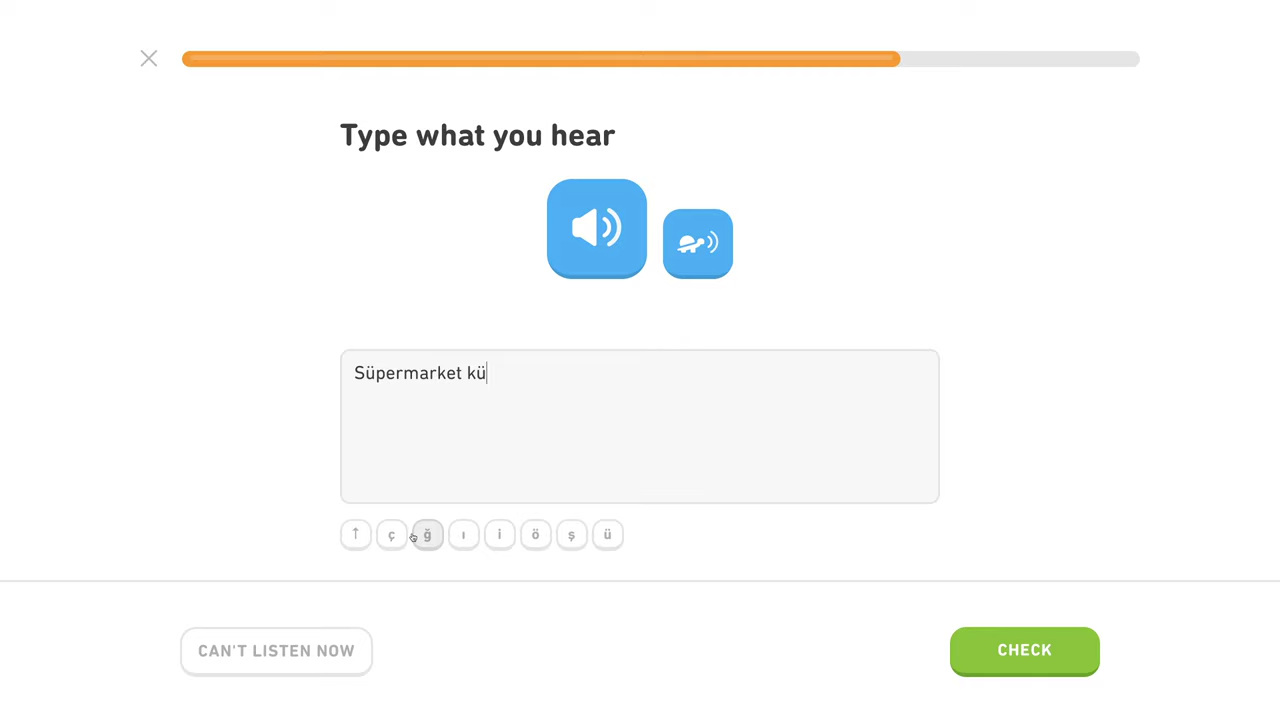 Type what you hear
Süpermarket kü
↑ ç ğ ı i ö ş ü
CAN'T LISTEN NOW
CHECK